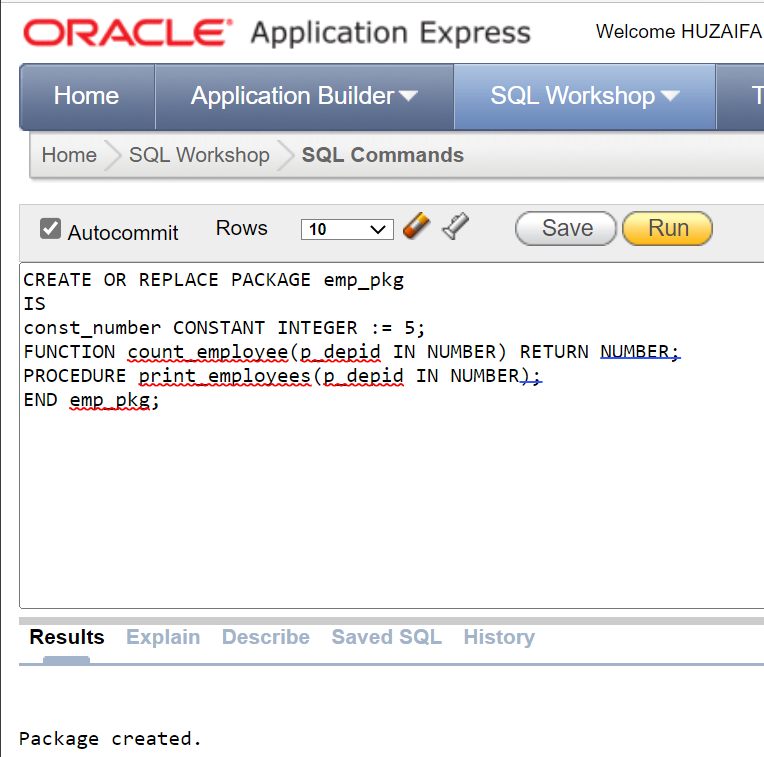 ORACLE® Application Express
Welcome HUZAIFA
Home
Application Builder
SQL Workshop
Home
SQL Workshop
SQL Commands
Autocommit
Rows
10
Save
Run
CREATE OR REPLACE PACKAGE emp_pkg
IS
const_number CONSTANT INTEGER := 5;
FUNCTION count_employee(p_depid IN NUMBER) RETURN NUMBER;
PROCEDURE print_employees(p_depid IN NUMBER);
END emp_pkg;
Results
Explain
Describe
Saved SQL
History
Package created.